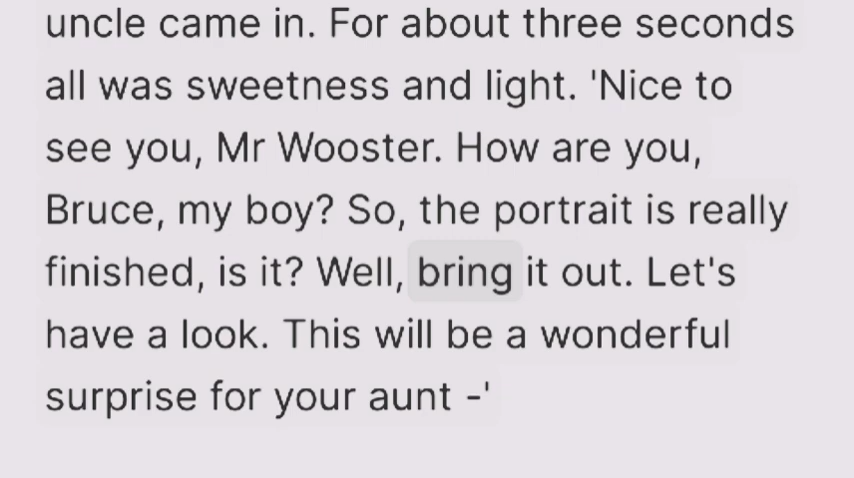 uncle came in. For about three seconds
all was sweetness and light. 'Nice to
see you, Mr Wooster. How are you,
Bruce, my boy? So, the portrait is really
finished, is it? Well, bring it out. Let's
have a look. This will be a wonderful
surprise for your aunt -'